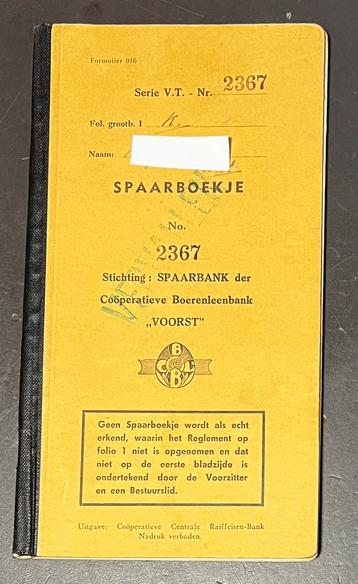 Formulier 016
Serie V.T. - Nr. 2367
Fol. grootb. I K.
Naam:
SPAARBOEKJE
No.
2367
Stichting: SPAARBANK der
Coöperatieve Boerenleenbank
„VOORST”
B
C C L
B
Geen Spaarboekje wordt als echt
erkend, waarin het Reglement op
folio 1 niet is opgenomen en dat
niet op de eerste bladzijde is
ondertekend door de Voorzitter
en een Bestuurslid.
Uitgave: Coöperatieve Centrale Raiffeisen-Bank
Nadruk verboden.